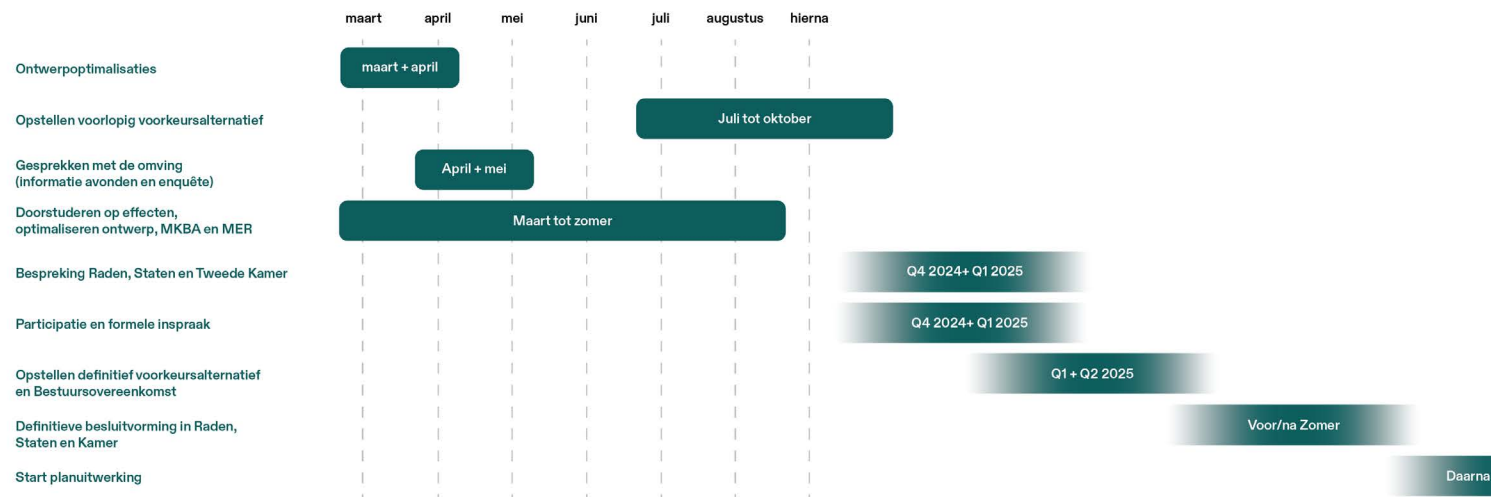 maart april mei juni juli augustus hierna
Ontwerpoptimalisaties
maart + april
Opstellen voorlopig voorkeursalternatief
Juli tot oktober
Gesprekken met de omving
(informatie avonden en enquête)
April + mei
Doorstuderen op effecten,
optimaliseren ontwerp, MKBA en MER
Maart tot zomer
Bespreking Raden, Staten en Tweede Kamer
Q4 2024+ Q1 2025
Participatie en formele inspraak
Q4 2024+ Q1 2025
Opstellen definitief voorkeursalternatief
en Bestuursovereenkomst
Q1 + Q2 2025
Definitieve besluitvorming in Raden,
Staten en Kamer
Voor/na Zomer
Start planuitwerking
Daarna